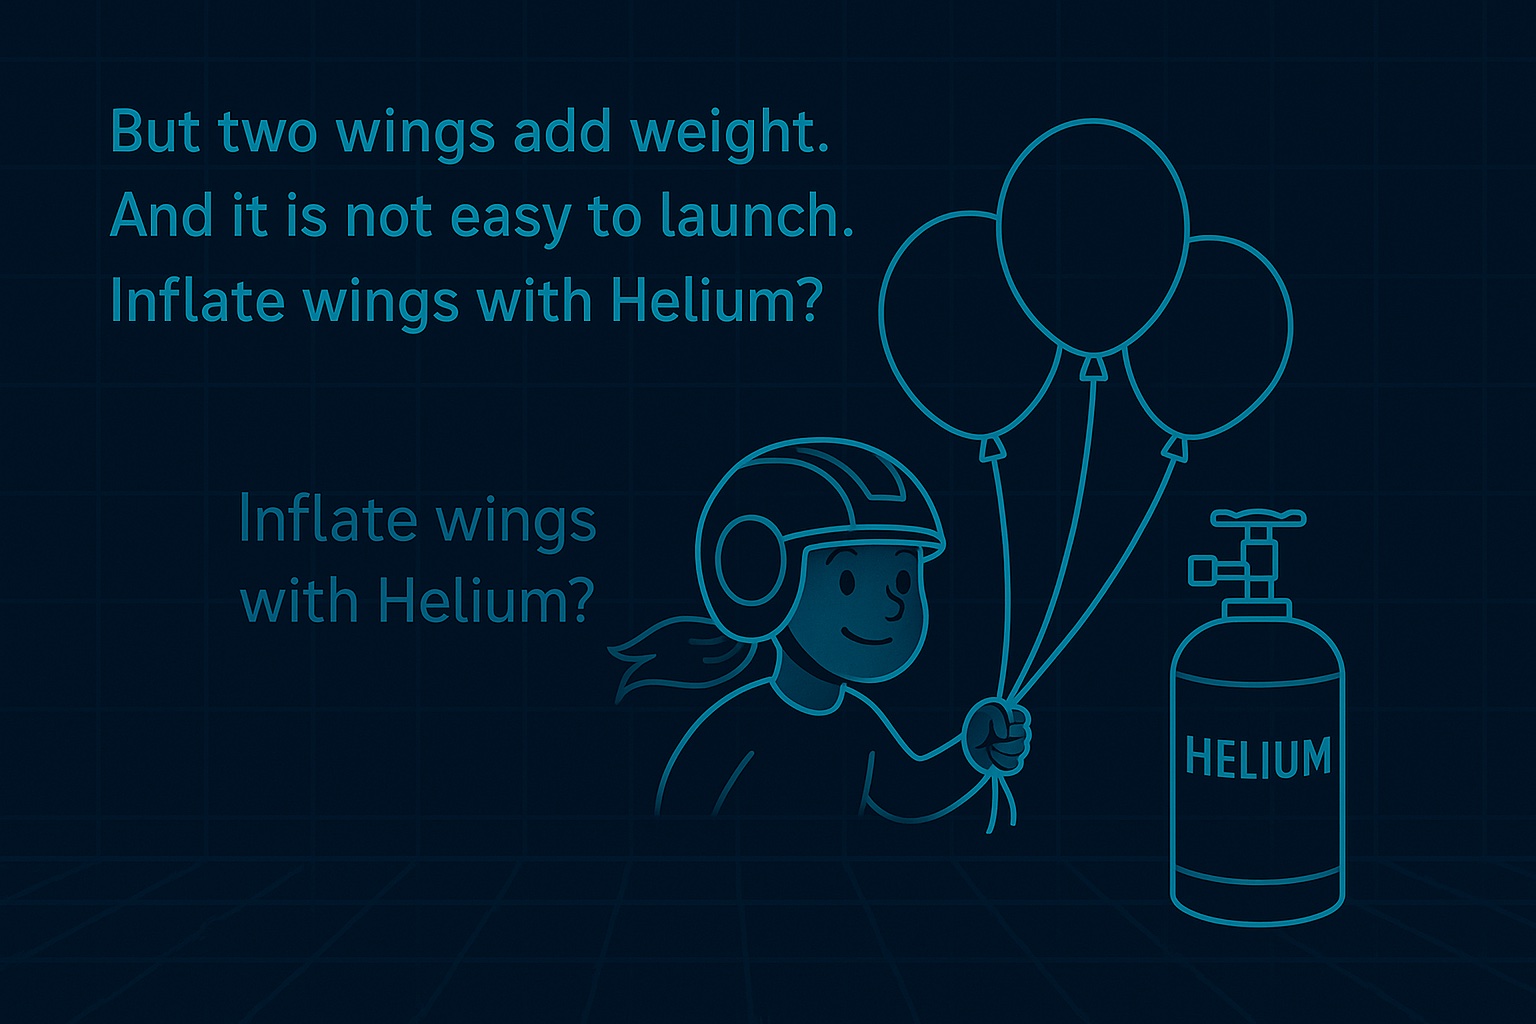 But two wings add weight.
And it is not easy to launch.
Inflate wings with Helium?
Inflate wings
with Helium?
HELIUM